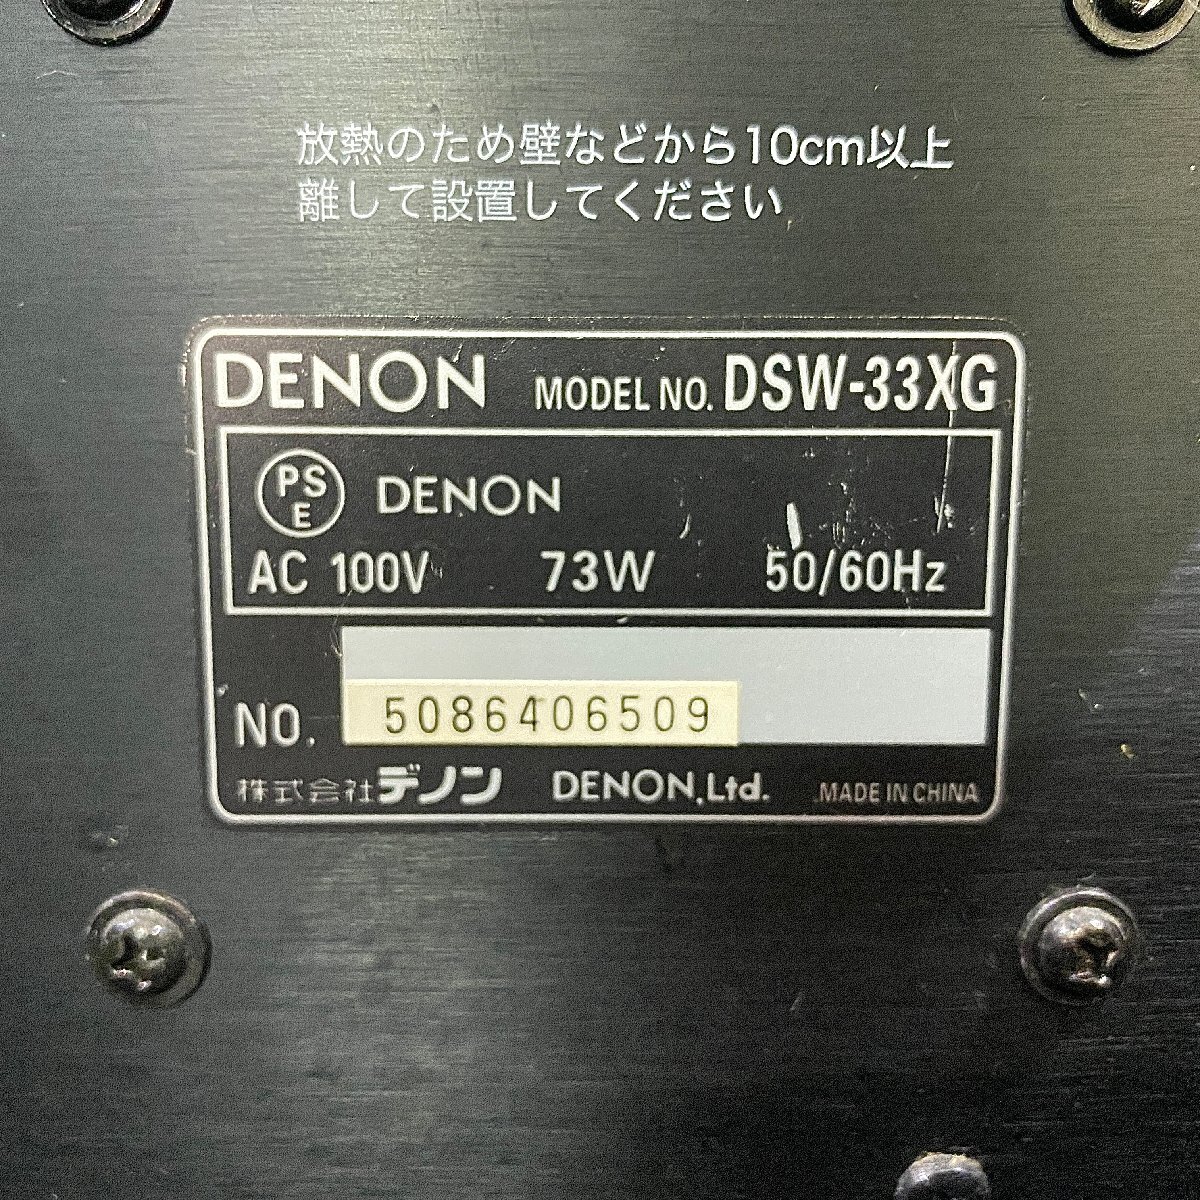 放熱のため壁などから10cm以上
離して設置してください
DENON MODEL NO. DSW-33XG
PSE DENON
AC 100V 73W 50/60Hz
NO. 5086406509
株式会社デノン DENON,Ltd. MADE IN CHINA